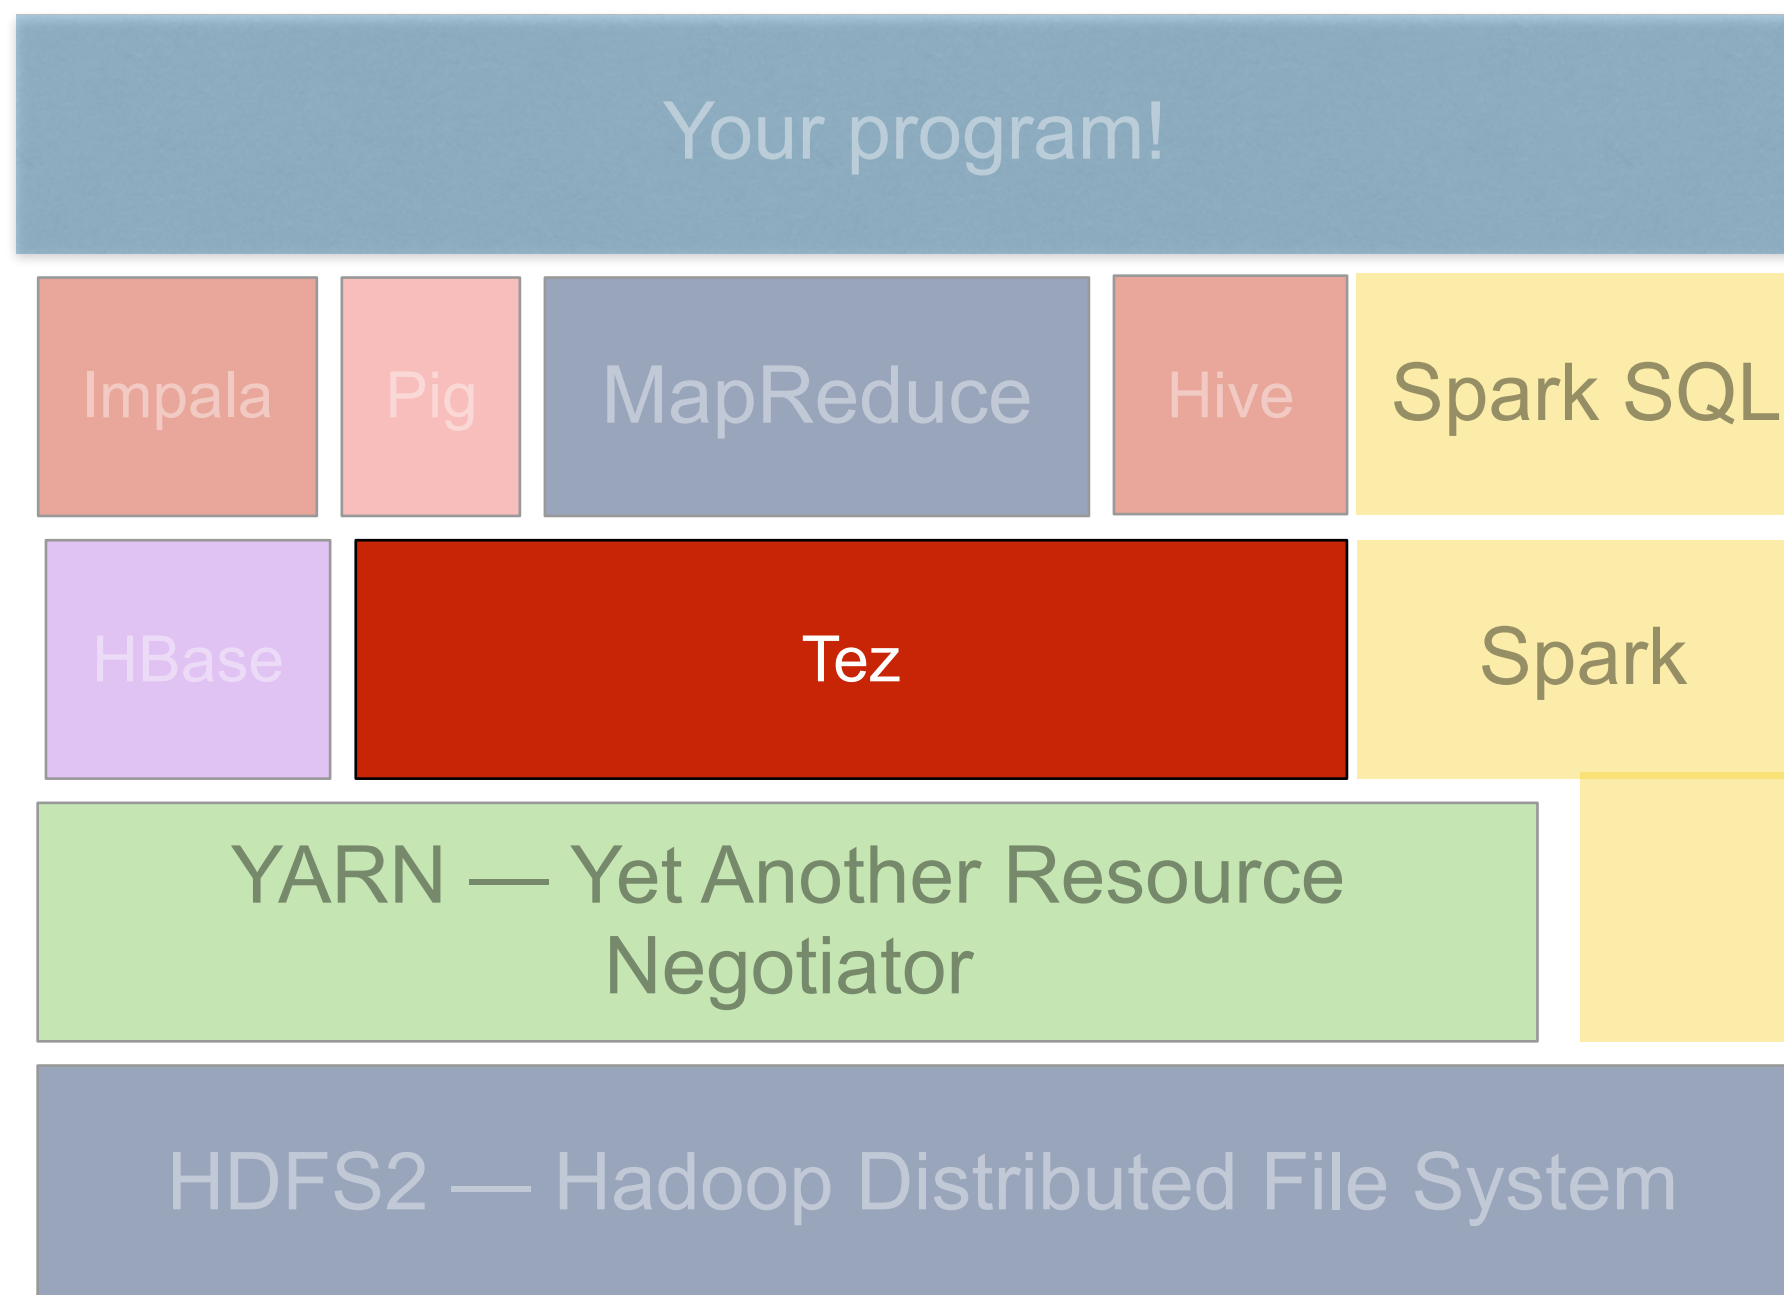 Your program!
Impala
Pig
MapReduce
Hive
Spark SQL
HBase
Tez
Spark
YARN — Yet Another Resource
Negotiator
HDFS2 — Hadoop Distributed File System